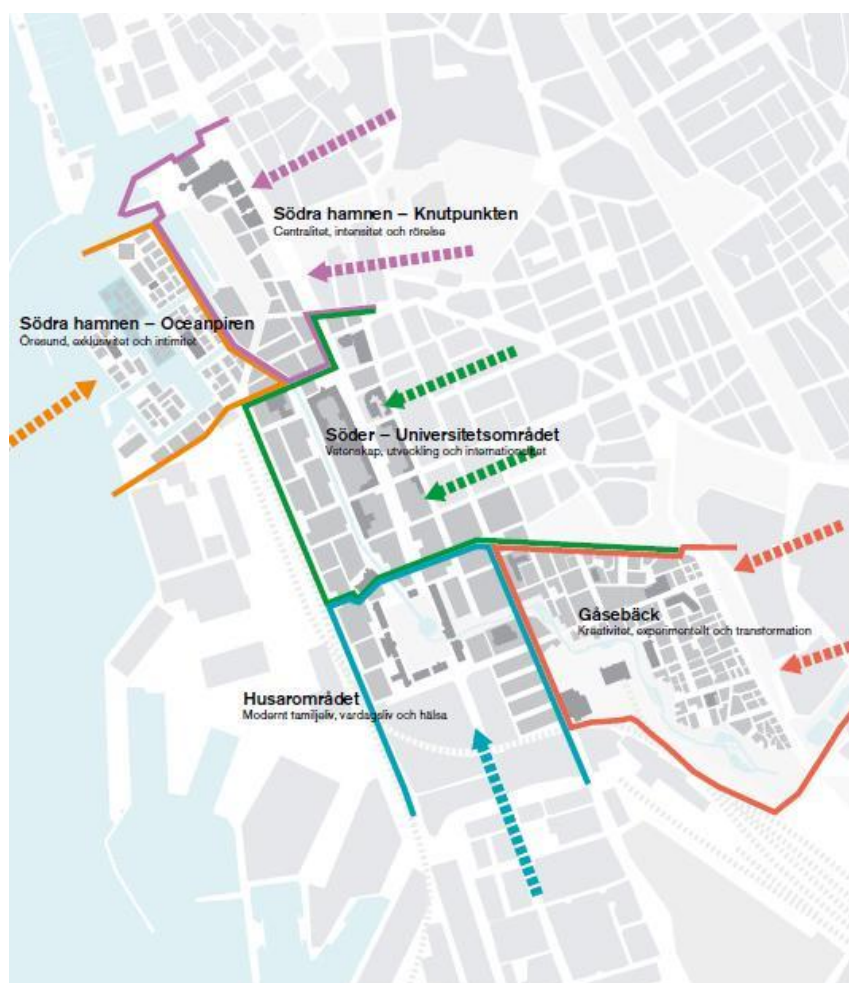 Södra hamnen – Knutpunkten
Centralitet, intensitet och rörelse
Södra hamnen – Oceanpiren
Öresund, exklusivitet och intimitet
Söder – Universitetsområdet
Vetenskap, utveckling och internationalitet
Gåsebäck
Kreativitet, experimentellt och transformation
Husarområdet
Modernt familjeliv, vardagsliv och hälsa